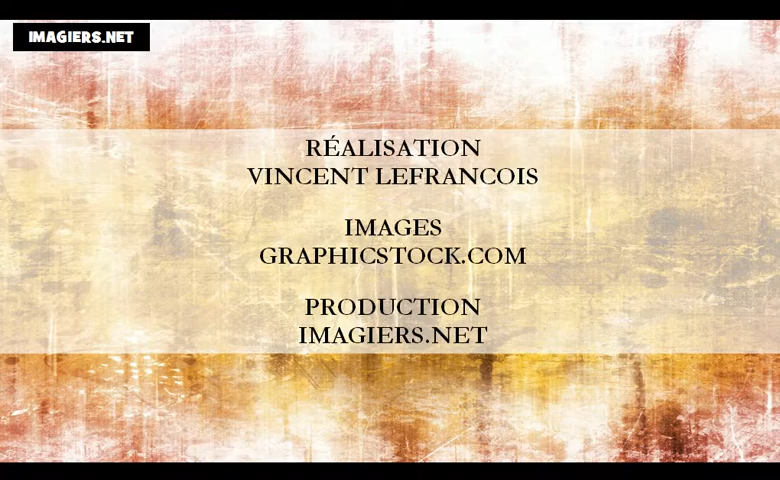 IMAGIERS.NET
RÉALISATION
VINCENT LEFRANCOIS
IMAGES
GRAPHICSTOCK.COM
PRODUCTION
IMAGIERS.NET